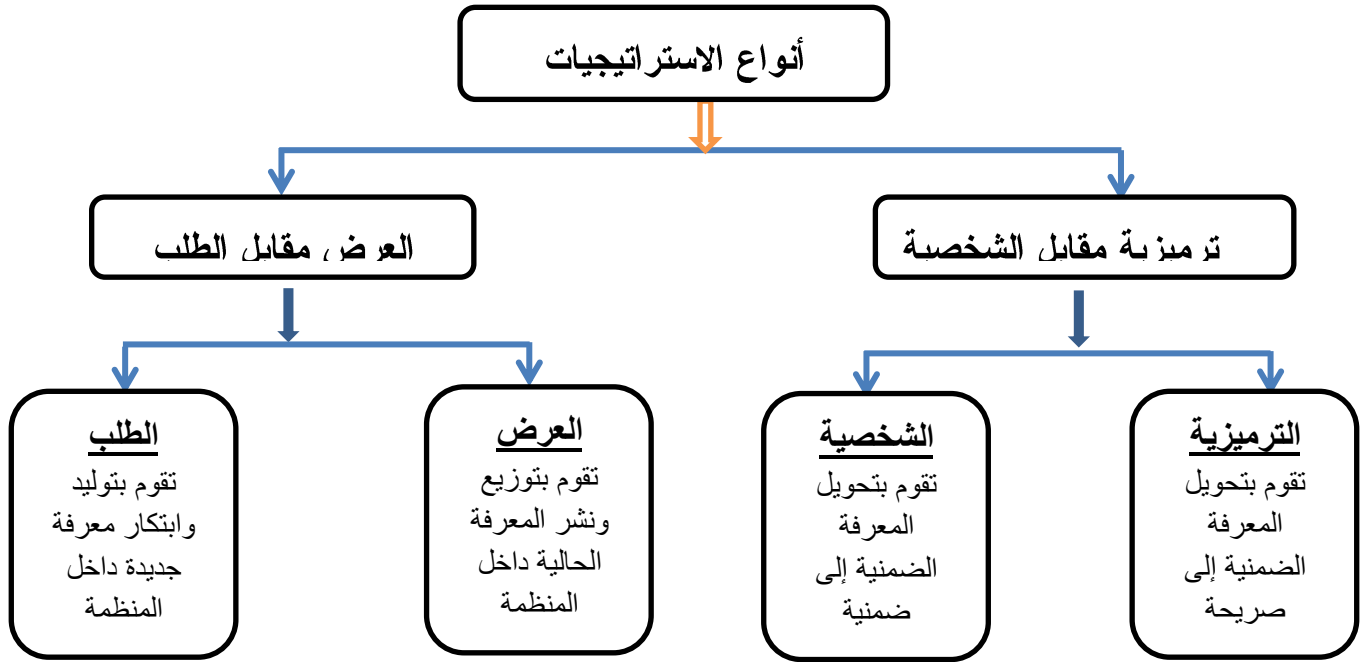 أنواع الاستراتيجيات
ترميزية مقابل الشخصية
العرض مقابل الطلب
الترميزية
تقوم بتحويل
المعرفة
الضمنية إلى
صريحة
الشخصية
تقوم بتحويل
المعرفة
الضمنية إلى
ضمنية
العرض
تقوم بتوزيع
ونشر المعرفة
الحالية داخل
المنظمة
الطلب
تقوم بتوليد
وابتكار معرفة
جديدة داخل
المنظمة